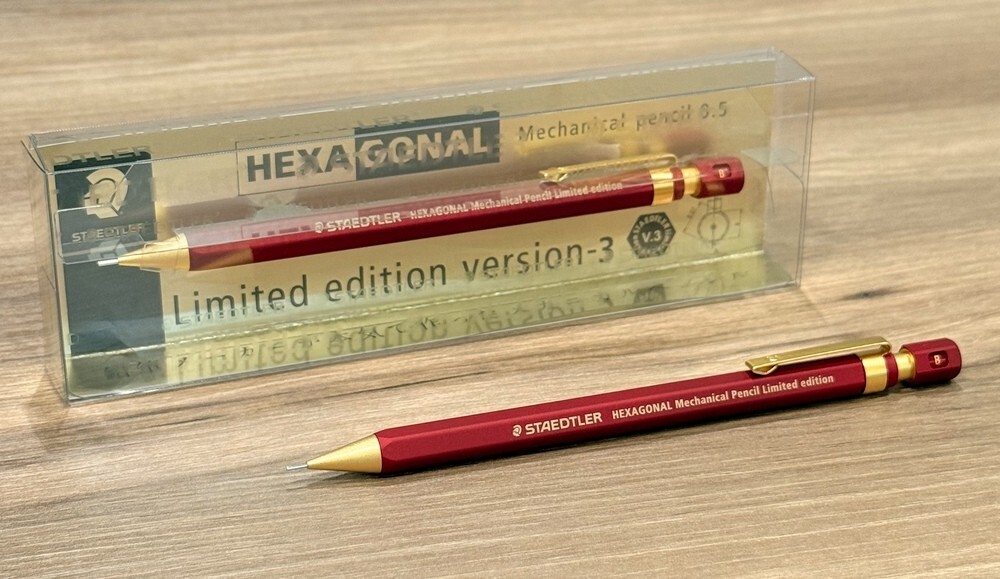 HEXAGONAL
Mechanical pencil 0.5
STAEDTLER
STAEDTLER HEXAGONAL Mechanical Pencil Limited edition
B
Limited edition version-3
V.3
STAEDTLER HEXAGONAL Mechanical Pencil Limited edition
B